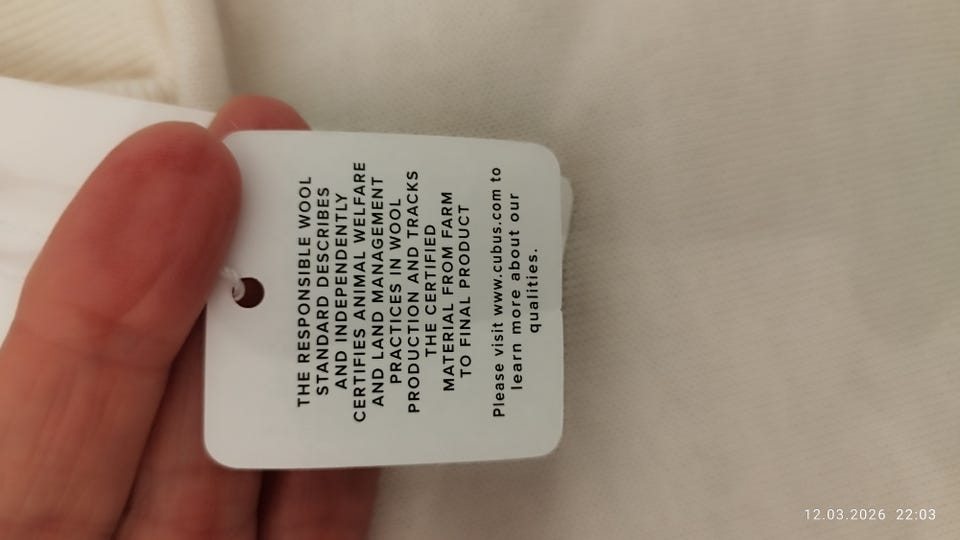 THE RESPONSIBLE WOOL
STANDARD DESCRIBES
AND INDEPENDENTLY
CERTIFIES ANIMAL WELFARE
AND LAND MANAGEMENT
PRACTICES IN WOOL
PRODUCTION AND TRACKS
THE CERTIFIED
MATERIAL FROM FARM
TO FINAL PRODUCT
Please visit www.cubus.com to
learn more about our
qualities.
12.03.2026 22:03